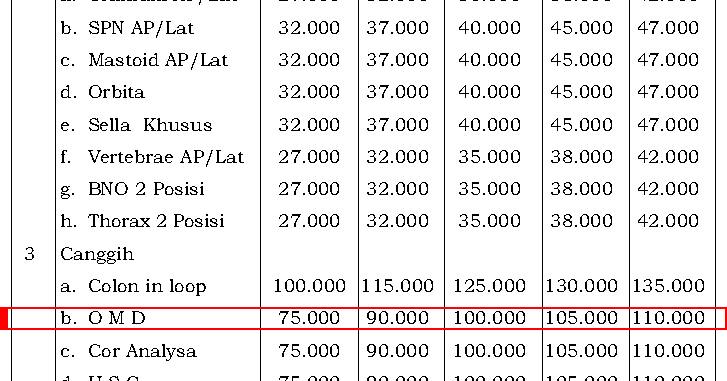 b. SPN AP/Lat 32.000 37.000 40.000 45.000 47.000
c. Mastoid AP/Lat 32.000 37.000 40.000 45.000 47.000
d. Orbita 32.000 37.000 40.000 45.000 47.000
e. Sella Khusus 32.000 37.000 40.000 45.000 47.000
f. Vertebrae AP/Lat 27.000 32.000 35.000 38.000 42.000
g. BNO 2 Posisi 27.000 32.000 35.000 38.000 42.000
h. Thorax 2 Posisi 27.000 32.000 35.000 38.000 42.000
3 Canggih
a. Colon in loop 100.000 115.000 125.000 130.000 135.000
b. O M D 75.000 90.000 100.000 105.000 110.000
c. Cor Analysa 75.000 90.000 100.000 105.000 110.000